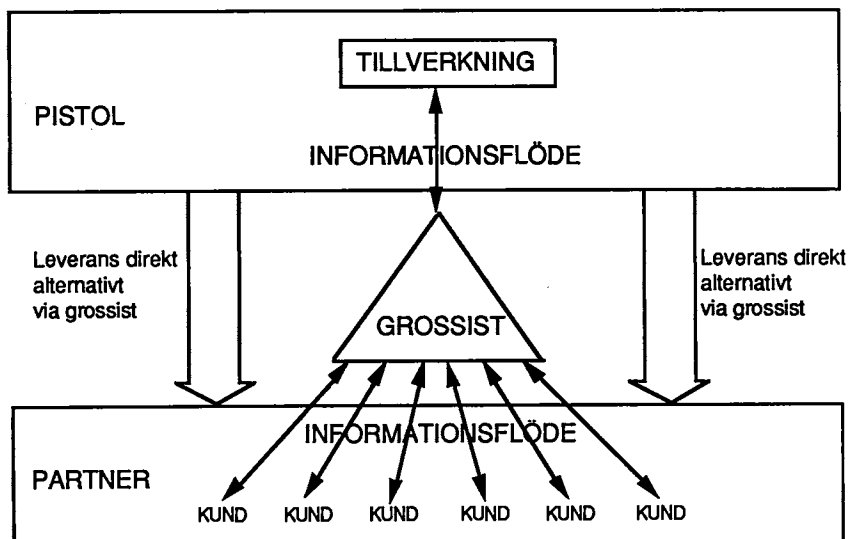 TILLVERKNING
PISTOL
INFORMATIONSFLÖDE
Leverans direkt
alternativt
via grossist
Leverans direkt
alternativt
via grossist
GROSSIST
INFORMATIONSFLÖDE
PARTNER
KUND KUND KUND KUND KUND KUND